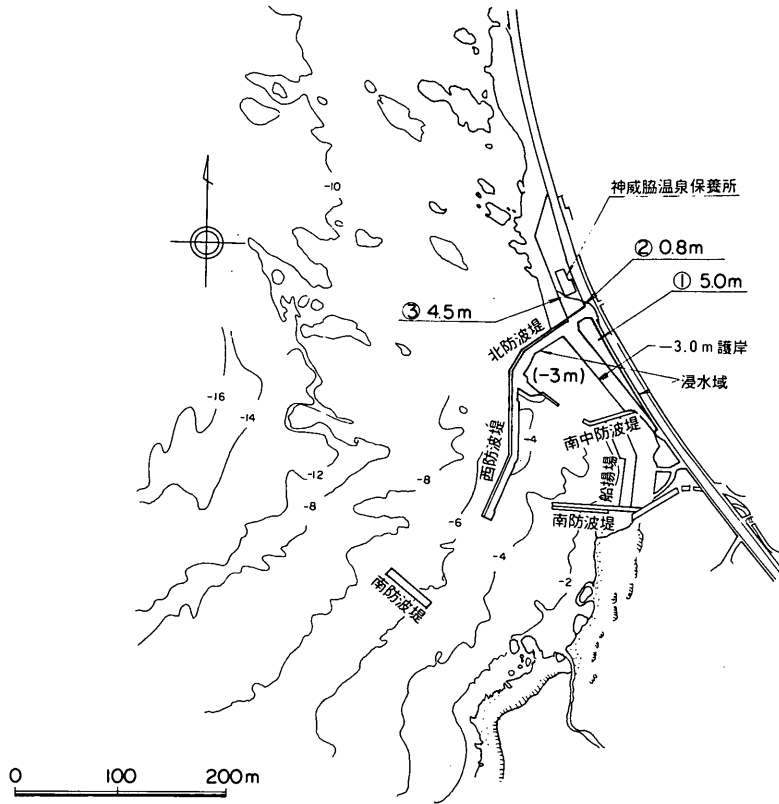 -10
神威脇温泉保養所
② 0.8m
① 5.0m
③ 4.5m
北防波堤
-3.0m 護岸
(-3m)
浸水域
-16
-14
-4
南中防波堤
西防波堤
-12
-8
-8
船揚場
-6
南防波堤
-4
-2
南防波堤
0 100 200m